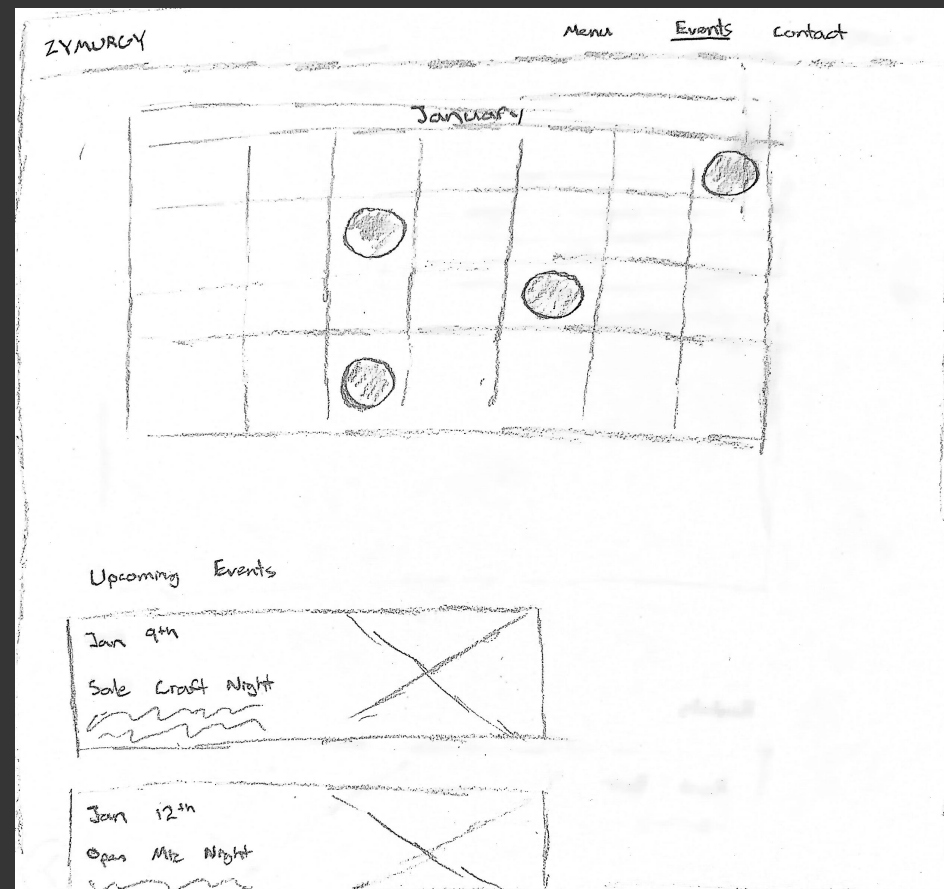 ZYMURGY
Menu Events Contact
January
Upcoming Events
Jan 9th
Sale Craft Night
Jan 12th
Open Mic Night